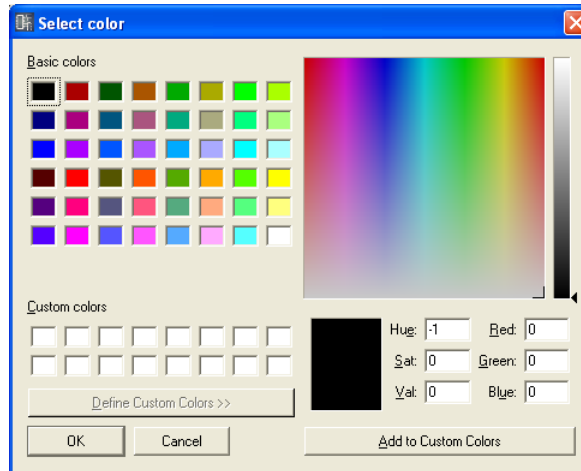 Select color
Basic colors
Custom colors
Define Custom Colors >>
OK
Cancel
Hue: -1
Red: 0
Sat: 0
Green: 0
Val: 0
Blue: 0
Add to Custom Colors